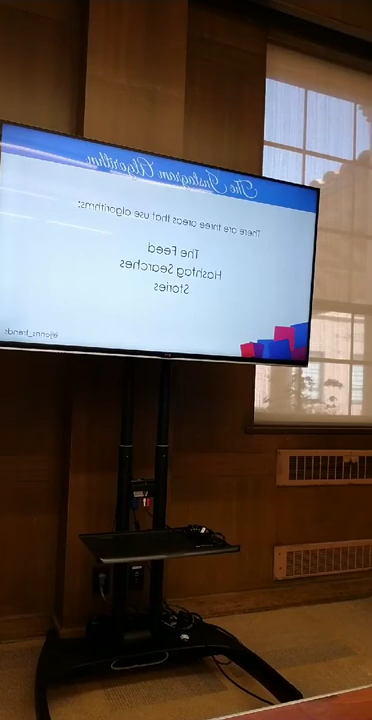 The Instagram Algorithm
There are three areas that use algorithms:
The Feed
Hashtag Searches
Stories